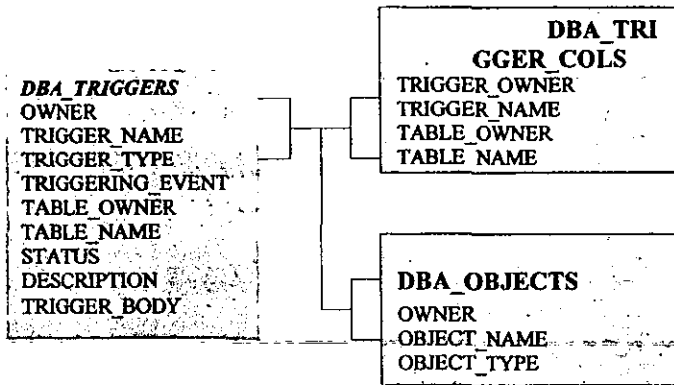 DBA_TRIGGERS
OWNER
TRIGGER_NAME
TRIGGER_TYPE
TRIGGERING_EVENT
TABLE_OWNER
TABLE_NAME
STATUS
DESCRIPTION
TRIGGER_BODY
DBA_TRI
GGER_COLS
TRIGGER_OWNER
TRIGGER_NAME
TABLE_OWNER
TABLE_NAME
DBA_OBJECTS
OWNER
OBJECT_NAME
OBJECT_TYPE